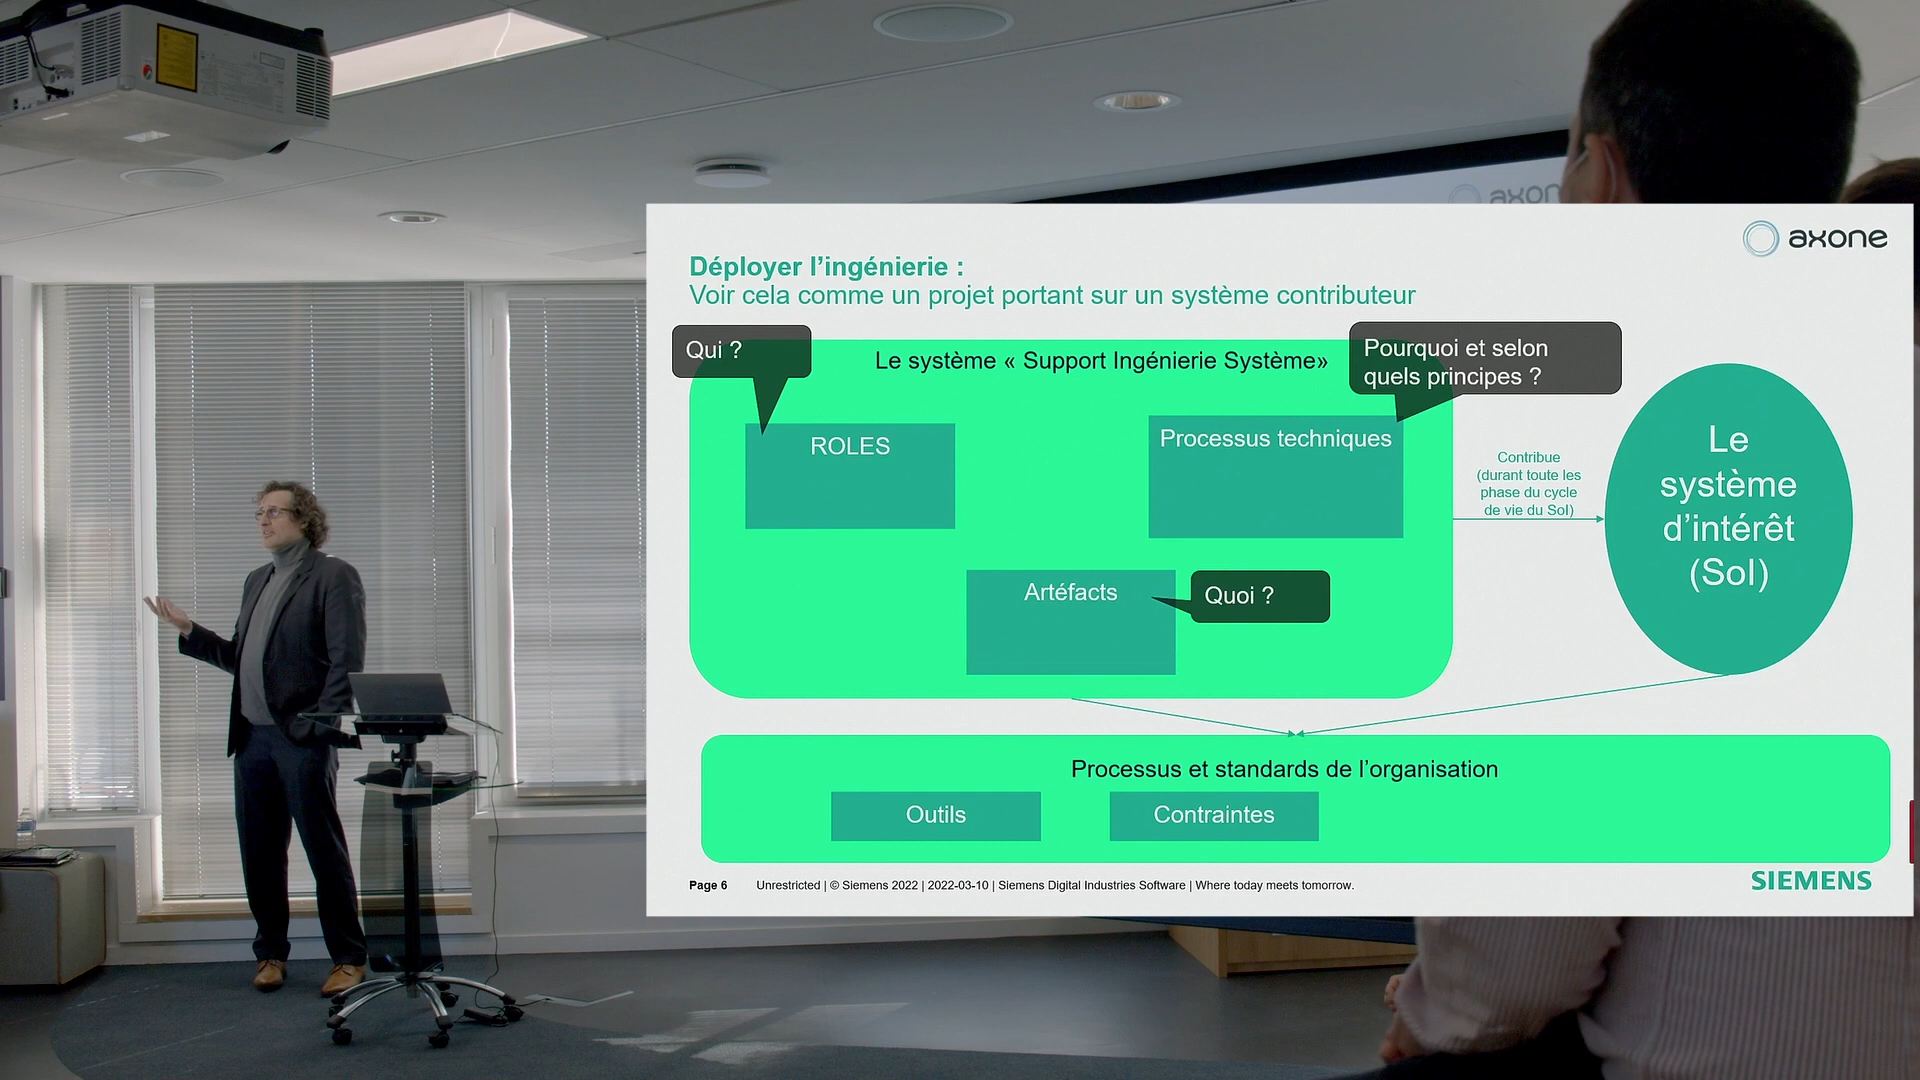 axone
Déployer l’ingénierie :
Voir cela comme un projet portant sur un système contributeur
Qui ?
Le système « Support Ingénierie Système»
Pourquoi et selon
quels principes ?
ROLES
Processus techniques
Artéfacts
Quoi ?
Contribue
(durant toute les
phase du cycle
de vie du SoI)
Le
système
d’intérêt
(SoI)
Processus et standards de l’organisation
Outils
Contraintes
Page 6 Unrestricted | © Siemens 2022 | 2022-03-10 | Siemens Digital Industries Software | Where today meets tomorrow.
SIEMENS